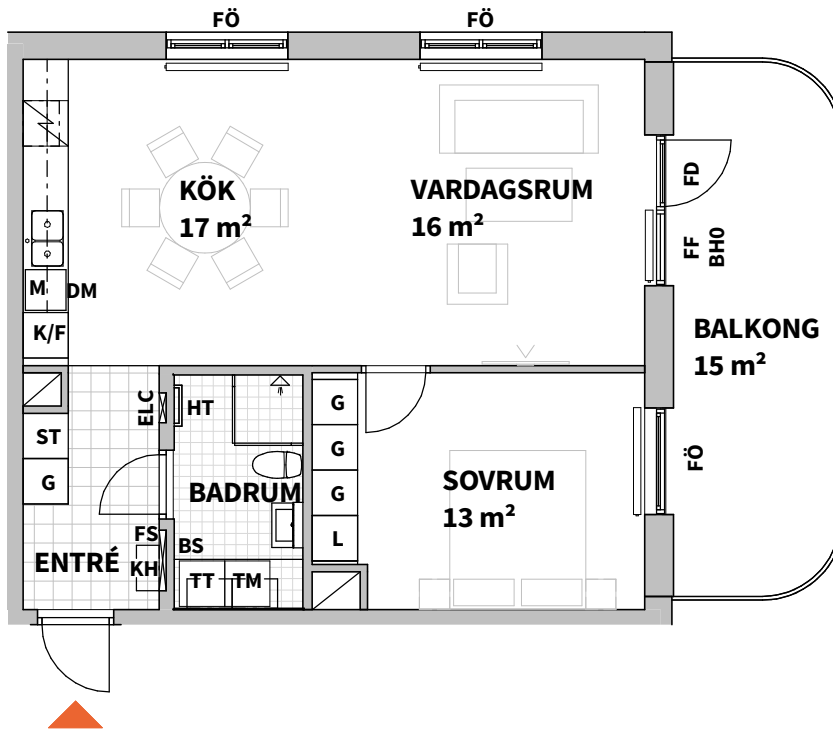 FÖ
FÖ
KÖK
17 m²
VARDAGSRUM
16 m²
FD
FF
BH0
M
DM
K/F
BALKONG
15 m²
ELC
HT
G
ST
G
G
G
BADRUM
SOVRUM
13 m²
FÖ
FS
BS
L
ENTRÉ
KH
TT
TM